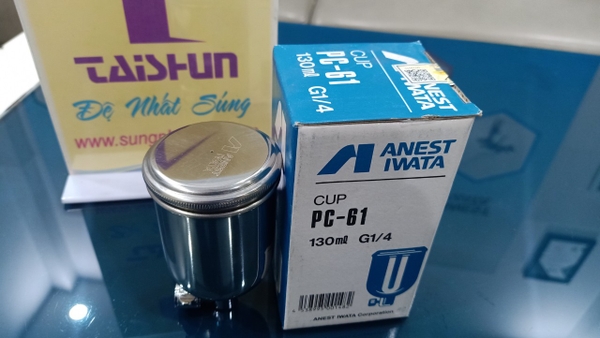 TAISHUN
Đệ Nhất Súng
www.sung
ANEST
IWATA
CUP
PC-61
130ml G1/4
ANEST
IWATA
CUP
PC-61
130ml G1/4
ANEST IWATA Corporation